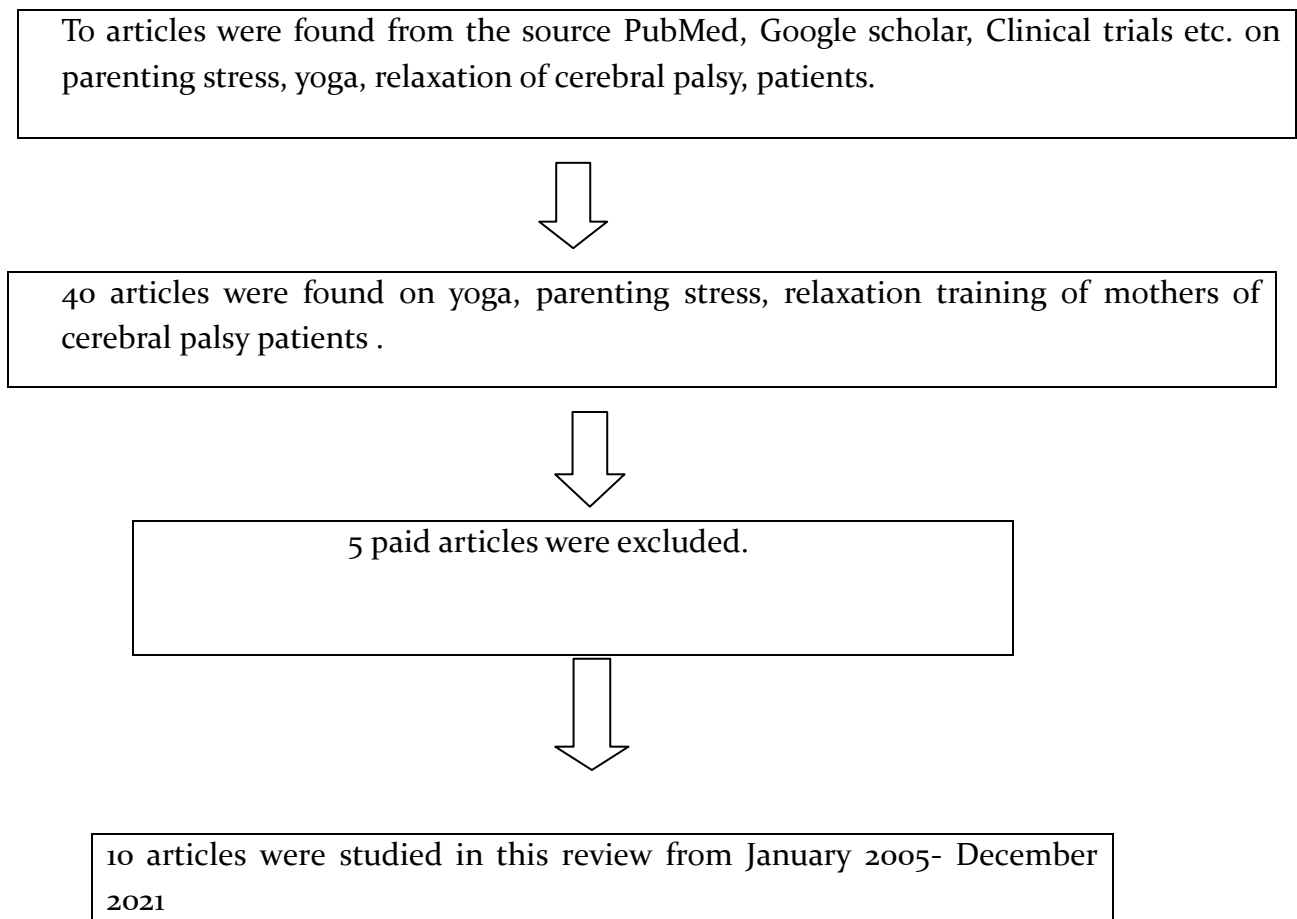 To articles were found from the source PubMed, Google scholar, Clinical trials etc. on
parenting stress, yoga, relaxation of cerebral palsy, patients.
40 articles were found on yoga, parenting stress, relaxation training of mothers of
cerebral palsy patients .
5 paid articles were excluded.
10 articles were studied in this review from January 2005- December
2021